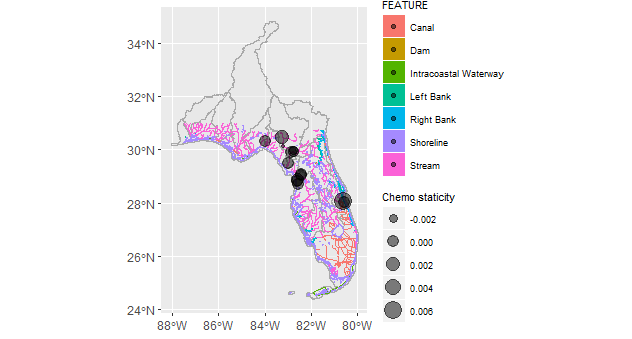 FEATURE
Canal
Dam
Intracoastal Waterway
Left Bank
Right Bank
Shoreline
Stream
Chemo staticity
-0.002
0.000
0.002
0.004
0.006
34°N
32°N
30°N
28°N
26°N
24°N
88°W 86°W 84°W 82°W 80°W